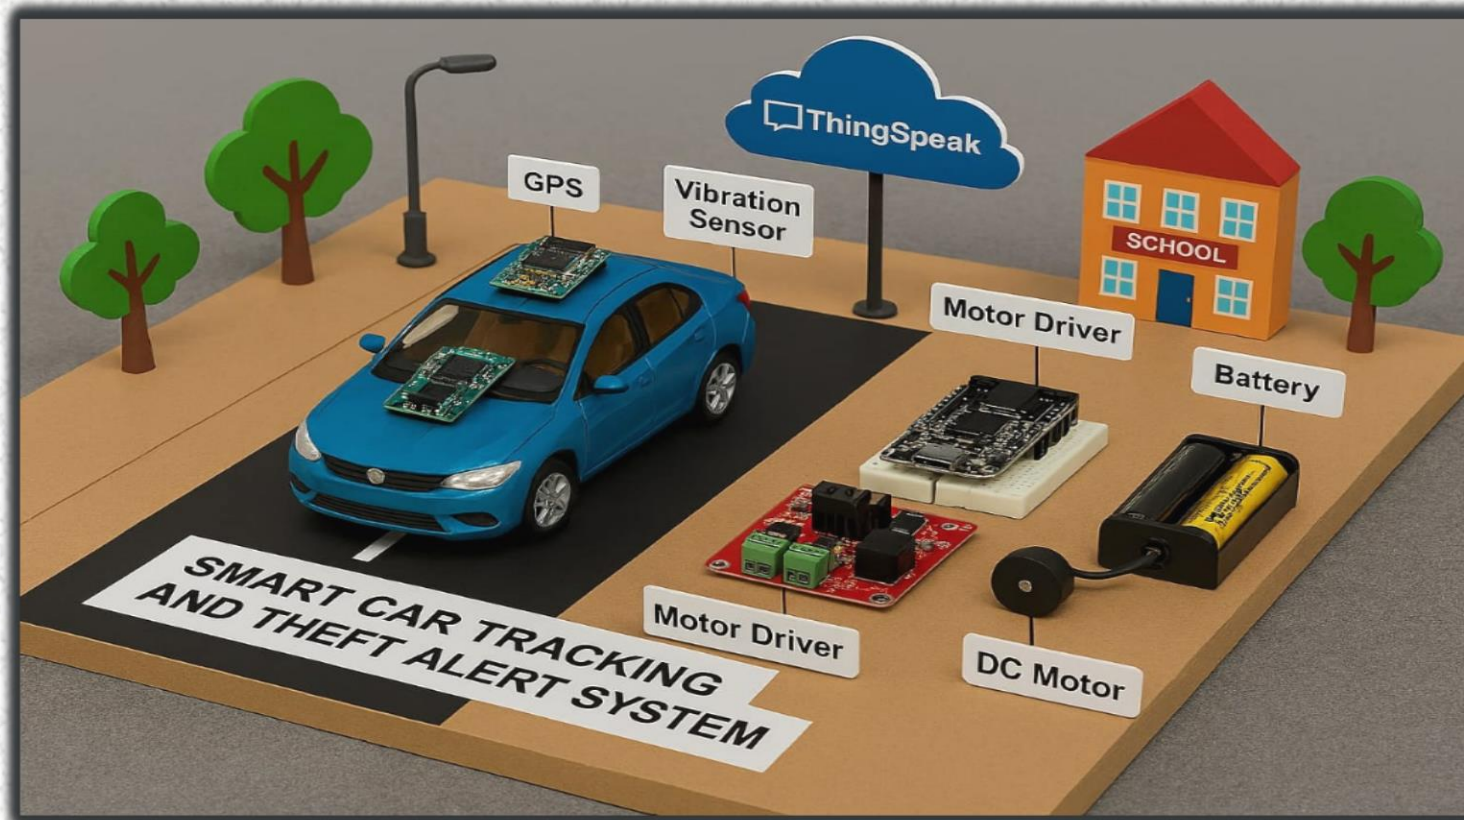 ThingSpeak
GPS
Vibration
Sensor
SCHOOL
Motor Driver
Battery
Motor Driver
DC Motor
SMART CAR TRACKING
AND THEFT ALERT SYSTEM